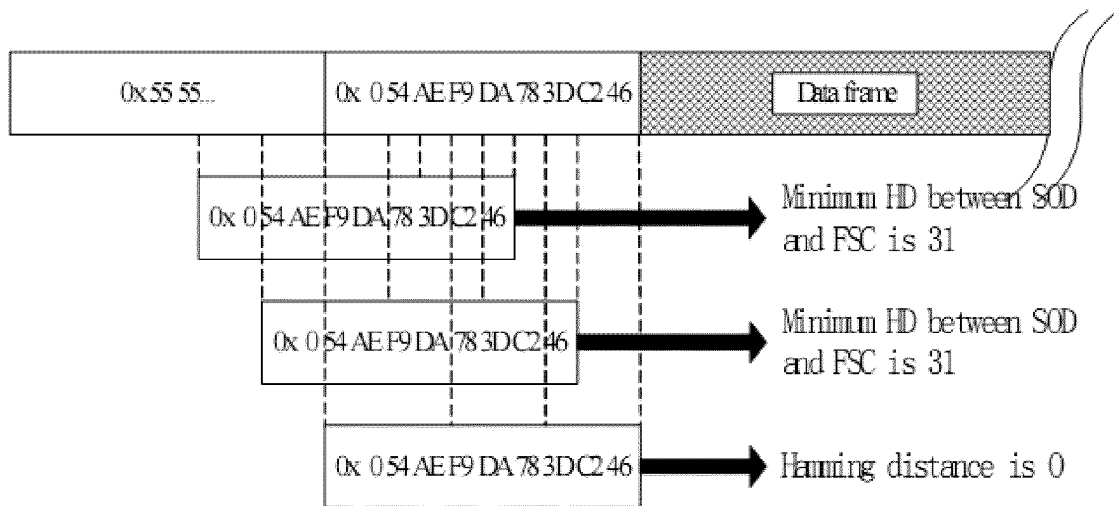 0x 55 55...
0x 0 54 AE F9 DA 78 3D C2 46
Data frame
0x 0 54 AE F9 DA 78 3D C2 46
Minimum HD between SOD
and FSC is 31
0x 0 54 AE F9 DA 78 3D C2 46
Minimum HD between SOD
and FSC is 31
0x 0 54 AE F9 DA 78 3D C2 46
Hamming distance is 0